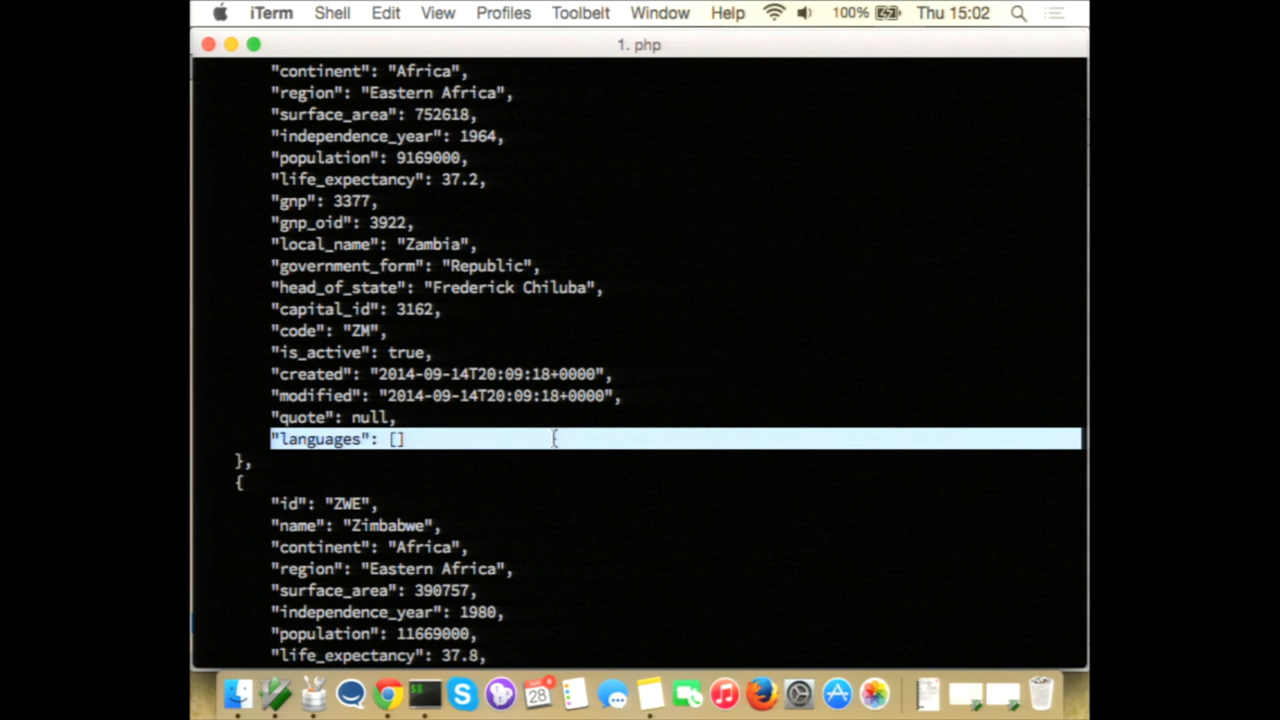 iTerm Shell Edit View Profiles Toolbelt Window Help 100% Thu 15:02
1. php
"continent": "Africa",
"region": "Eastern Africa",
"surface_area": 752618,
"independence_year": 1964,
"population": 9169000,
"life_expectancy": 37.2,
"gnp": 3377,
"gnp_old": 3922,
"local_name": "Zambia",
"government_form": "Republic",
"head_of_state": "Frederick Chiluba",
"capital_id": 3162,
"code": "ZM",
"is_active": true,
"created": "2014-09-14T20:09:18+0000",
"modified": "2014-09-14T20:09:18+0000",
"quote": null,
"languages": []
},
{
"id": "ZWE",
"name": "Zimbabwe",
"continent": "Africa",
"region": "Eastern Africa",
"surface_area": 390757,
"independence_year": 1980,
"population": 11669000,
"life_expectancy": 37.8,
28